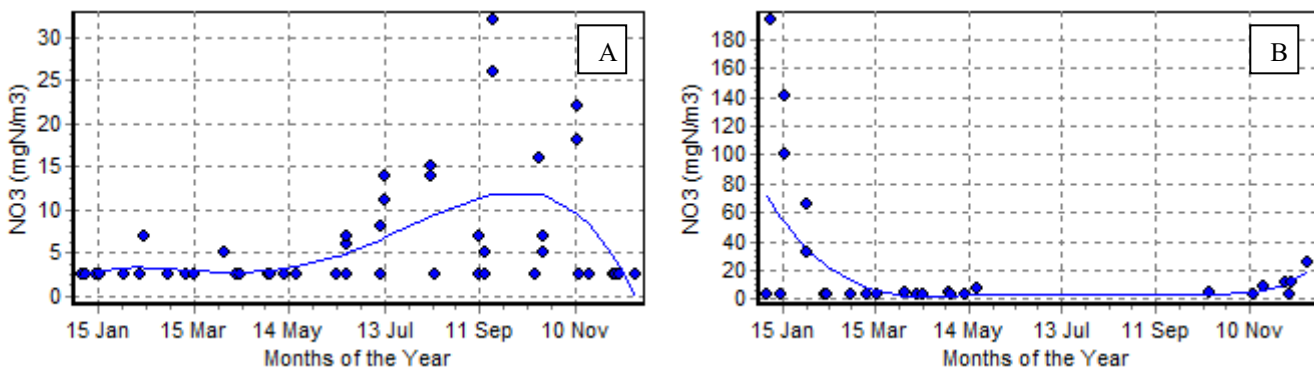 A
NO3 (mgN/m3)
30
25
20
15
10
5
0
15 Jan 15 Mar 14 May 13 Jul 11 Sep 10 Nov
Months of the Year
B
NO3 (mgN/m3)
180
160
140
120
100
80
60
40
20
0
15 Jan 15 Mar 14 May 13 Jul 11 Sep 10 Nov
Months of the Year